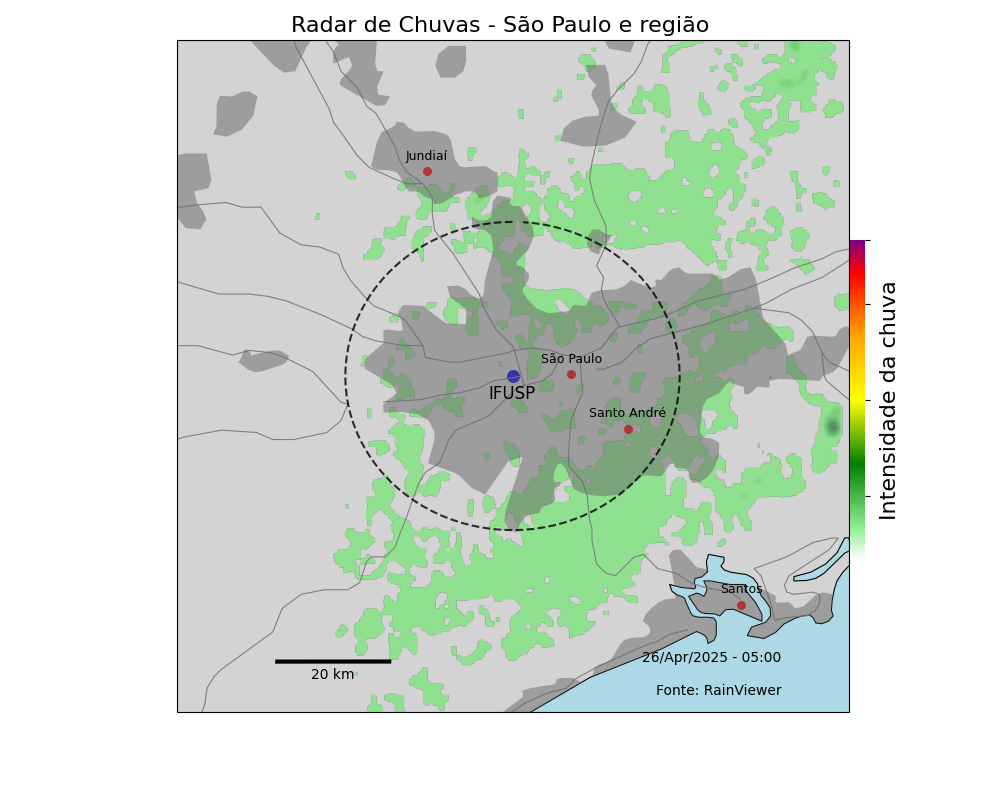 Radar de Chuvas - São Paulo e região
Jundiaí
São Paulo
IFUSP
Santo André
Santos
20 km
26/Apr/2025 - 05:00
Fonte: RainViewer
Intensidade da chuva